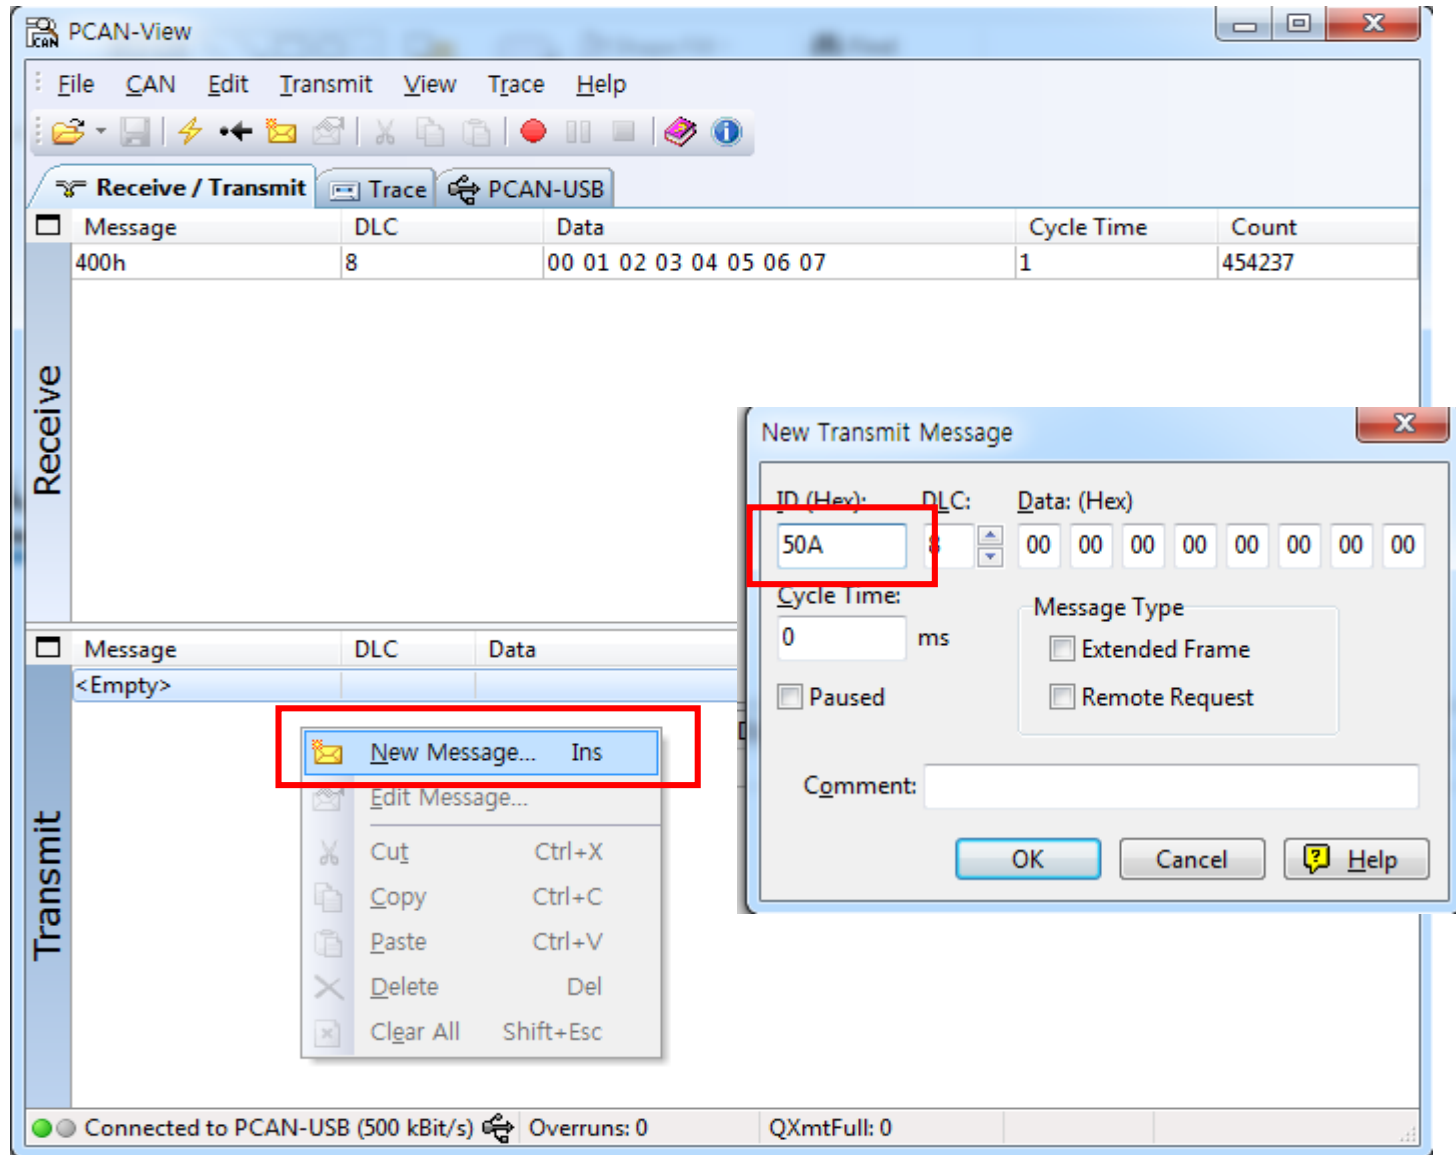 PCAN-View
File CAN Edit Transmit View Trace Help
Receive / Transmit Trace PCAN-USB
Message DLC Data Cycle Time Count
400h 8 00 01 02 03 04 05 06 07 1 454237
Receive
New Transmit Message
ID (Hex): DLC: Data: (Hex)
50A 8 00 00 00 00 00 00 00 00
Cycle Time:
0 ms
Message Type
Extended Frame
Paused
Remote Request
Comment:
OK Cancel Help
Message DLC Data
<Empty>
Transmit
New Message... Ins
Edit Message...
Cut Ctrl+X
Copy Ctrl+C
Paste Ctrl+V
Delete Del
Clear All Shift+Esc
Connected to PCAN-USB (500 kBit/s) Overruns: 0 QXmtFull: 0